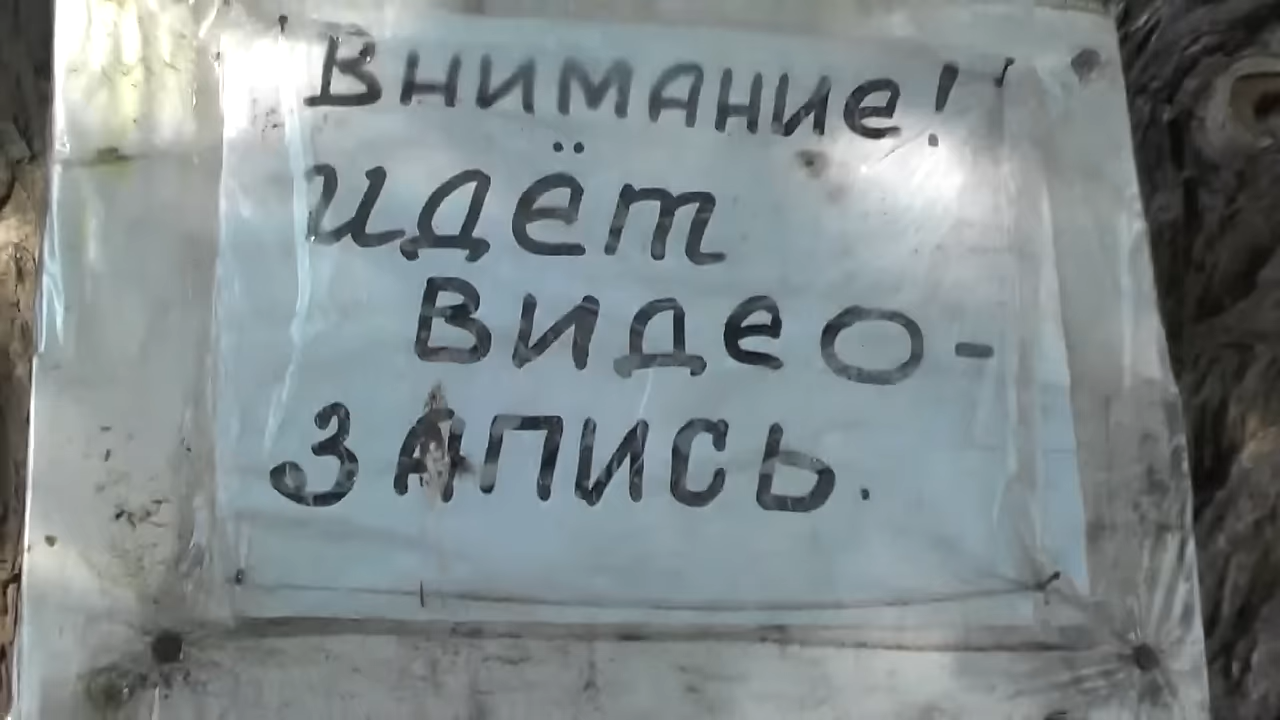 Внимание!
идёт
видео-
запись.